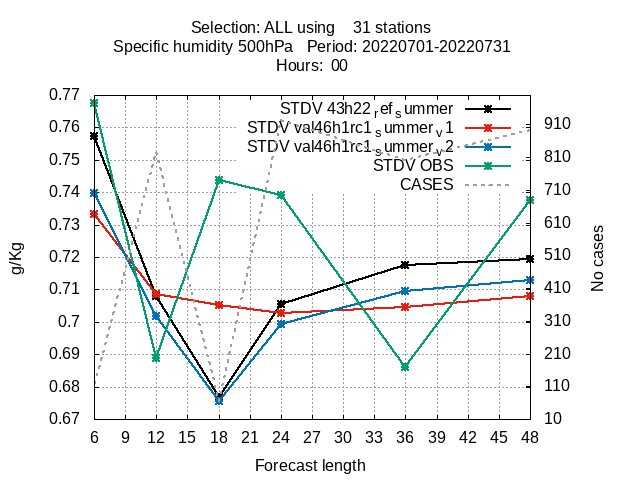 Selection: ALL using    31 stations
Specific humidity 500hPa   Period: 20220701-20220731
Hours:  00
0.77
0.76
0.75
0.74
0.73
0.72
0.71
0.7
0.69
0.68
0.67
g/Kg
STDV 43h22refsummer
STDV val46h1rc1summerv1
STDV val46h1rc1summerv2
STDV OBS
CASES
910
810
710
610
510
410
310
210
110
10
No cases
6 9 12 15 18 21 24 27 30 33 36 39 42 45 48
Forecast length